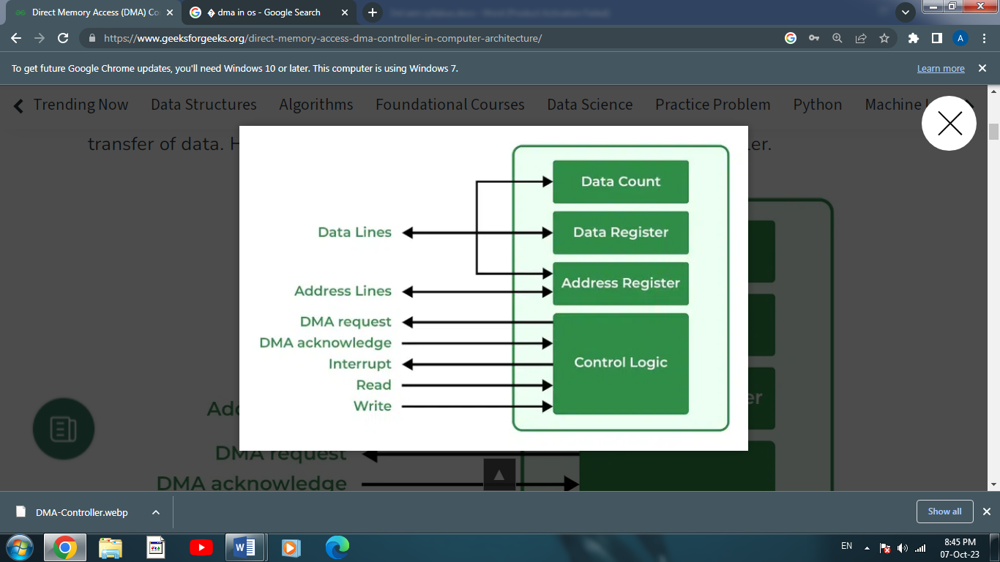 Direct Memory Access (DMA) Co
� dma in os - Google Search
https://www.geeksforgeeks.org/direct-memory-access-dma-controller-in-computer-architecture/
A
To get future Google Chrome updates, you'll need Windows 10 or later. This computer is using Windows 7.
Learn more
Trending Now Data Structures Algorithms Foundational Courses Data Science Practice Problem Python Machine L
transfer of data. H
er.
Data Count
Data Lines
Data Register
Address Lines
Address Register
DMA request
DMA acknowledge
Interrupt
Control Logic
Read
Write
er
Add
DMA request
DMA acknowledge
DMA-Controller.webp
Show all
EN
8:45 PM
07-Oct-23